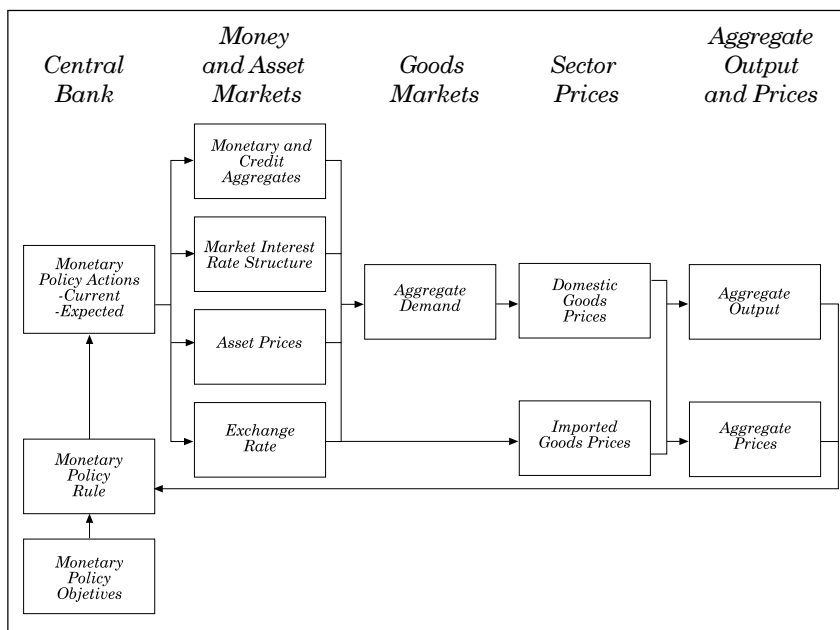 Central
Bank
Money
and Asset
Markets
Goods
Markets
Sector
Prices
Aggregate
Output
and Prices
Monetary and
Credit
Aggregates
Market Interest
Rate Structure
Monetary
Policy Actions
-Current
-Expected
Aggregate
Demand
Domestic
Goods
Prices
Aggregate
Output
Asset Prices
Exchange
Rate
Imported
Goods Prices
Aggregate
Prices
Monetary
Policy
Rule
Monetary
Policy
Objetives